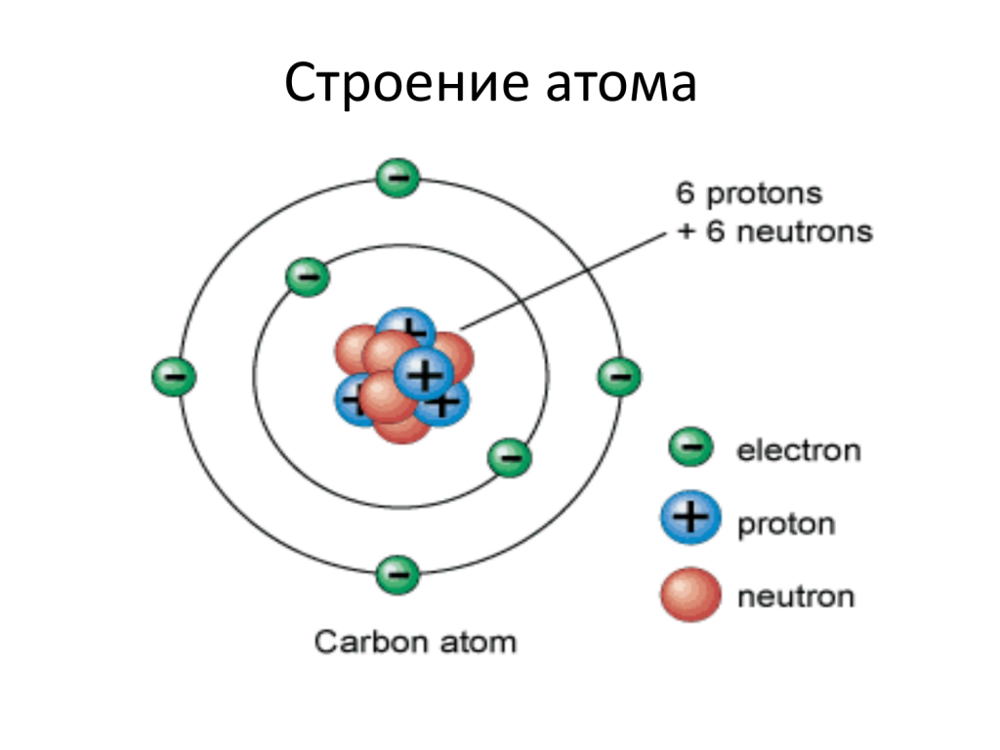 Строение атома
6 protons
+ 6 neutrons
electron
proton
neutron
Carbon atom